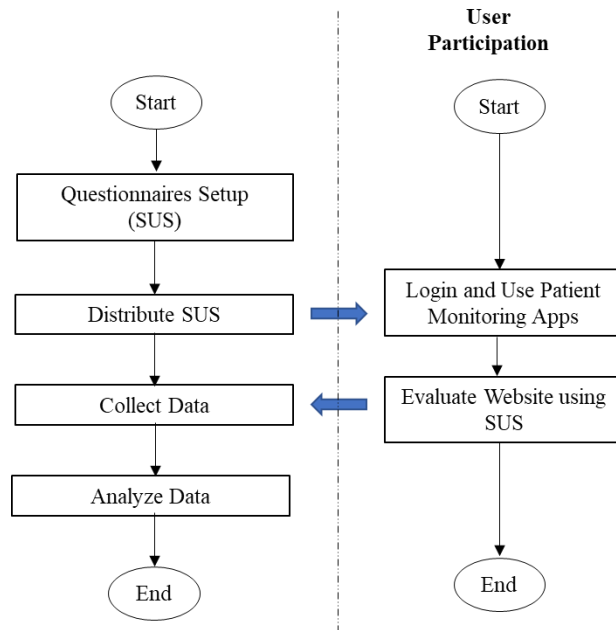 User
Participation
Start
Questionnaires Setup
(SUS)
Distribute SUS
Collect Data
Analyze Data
End
Start
Login and Use Patient
Monitoring Apps
Evaluate Website using
SUS
End